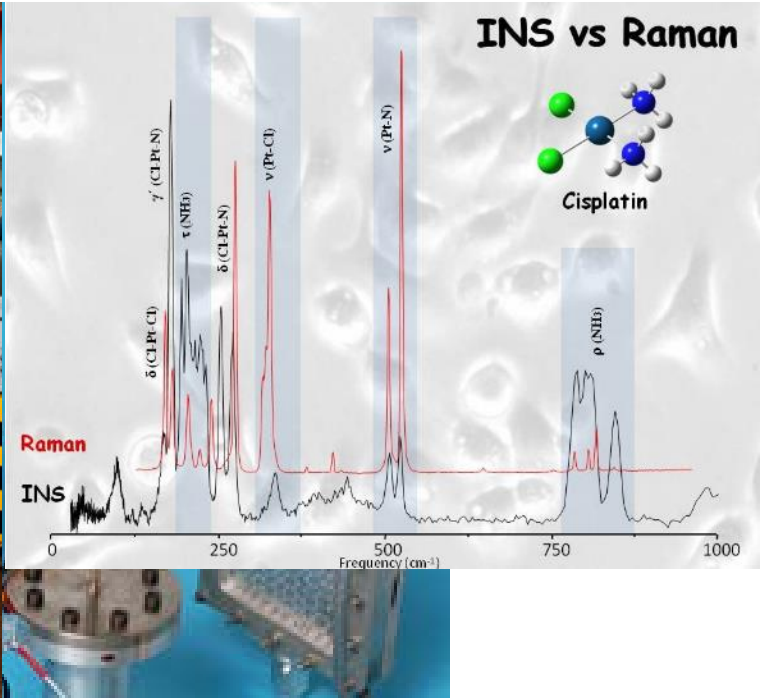 INS vs Raman
Cisplatin
δ (Cl-Pt-Cl)
γ´ (Cl-Pt-N)
τ (NH3)
δ (Cl-Pt-N)
ν (Pt-Cl)
ν (Pt-N)
ρ (NH3)
Raman
INS
0 250 500 750 1000
Frequency (cm-1)